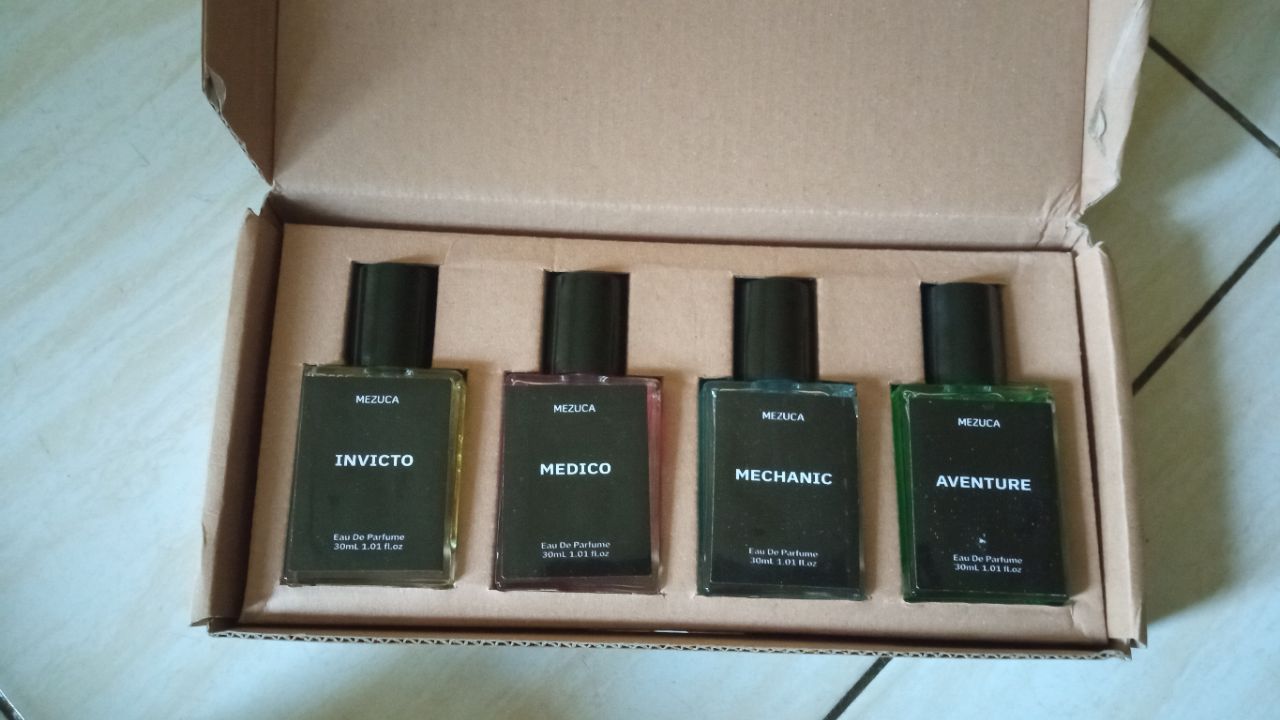 MEZUCA
INVICTO
Eau De Parfume
30mL 1.01 fl.oz
MEZUCA
MEDICO
Eau De Parfume
30mL 1.01 fl.oz
MEZUCA
MECHANIC
Eau De Parfume
30mL 1.01 fl.oz
MEZUCA
AVENTURE
Eau De Parfume
30mL 1.01 fl.oz